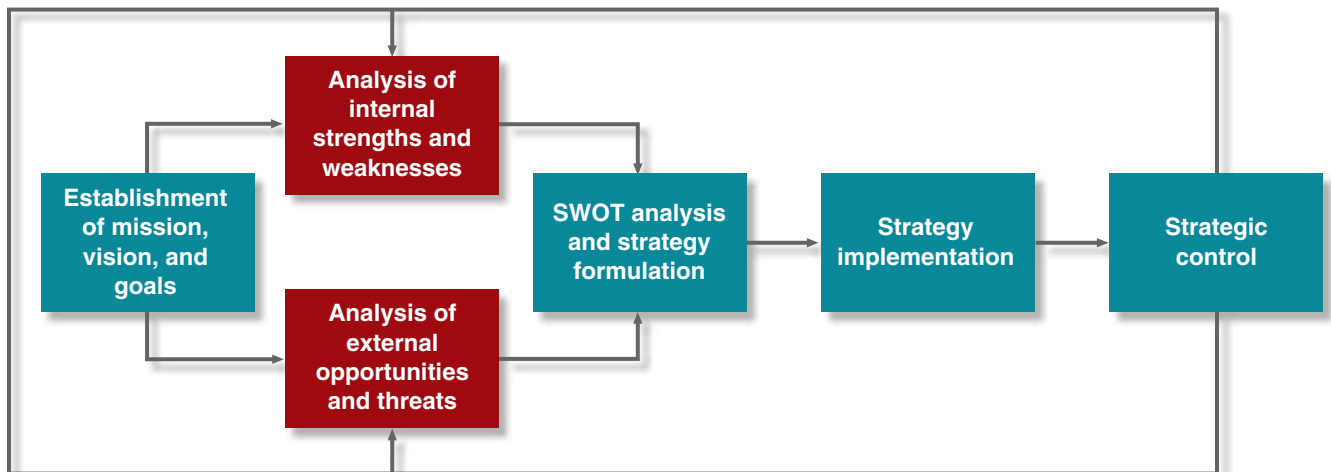 Establishment
of mission,
vision, and
goals
Analysis of
internal
strengths and
weaknesses
Analysis of
external
opportunities
and threats
SWOT analysis
and strategy
formulation
Strategy
implementation
Strategic
control